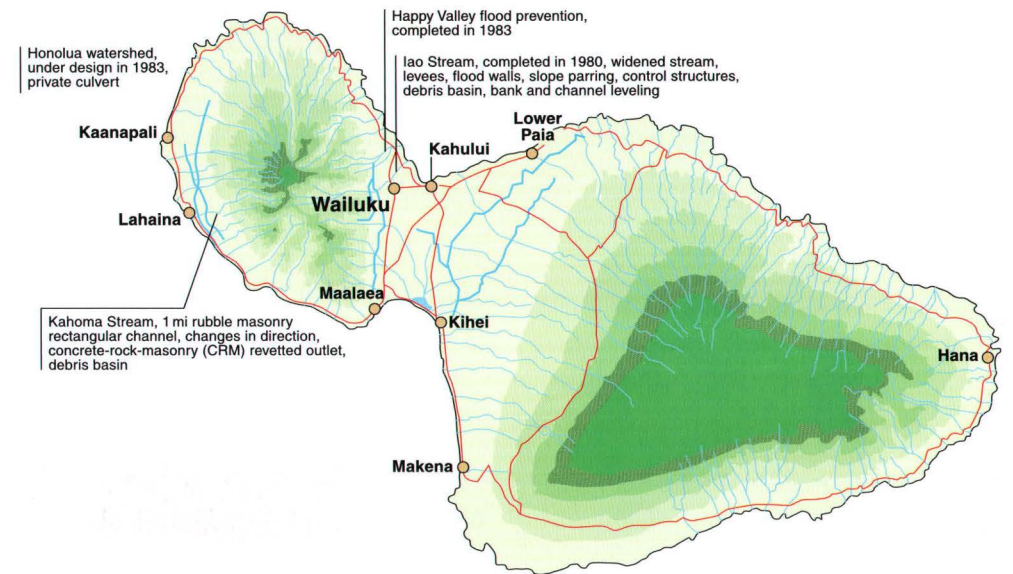 Happy Valley flood prevention,
completed in 1983
Honolua watershed,
under design in 1983,
private culvert
Iao Stream, completed in 1980, widened stream,
levees, flood walls, slope parring, control structures,
debris basin, bank and channel leveling
Lower
Paia
Kaanapali
Kahului
Wailuku
Lahaina
Maalaea
Kihei
Kahoma Stream, 1 mi rubble masonry
rectangular channel, changes in direction,
concrete-rock-masonry (CRM) revetted outlet,
debris basin
Hana
Makena